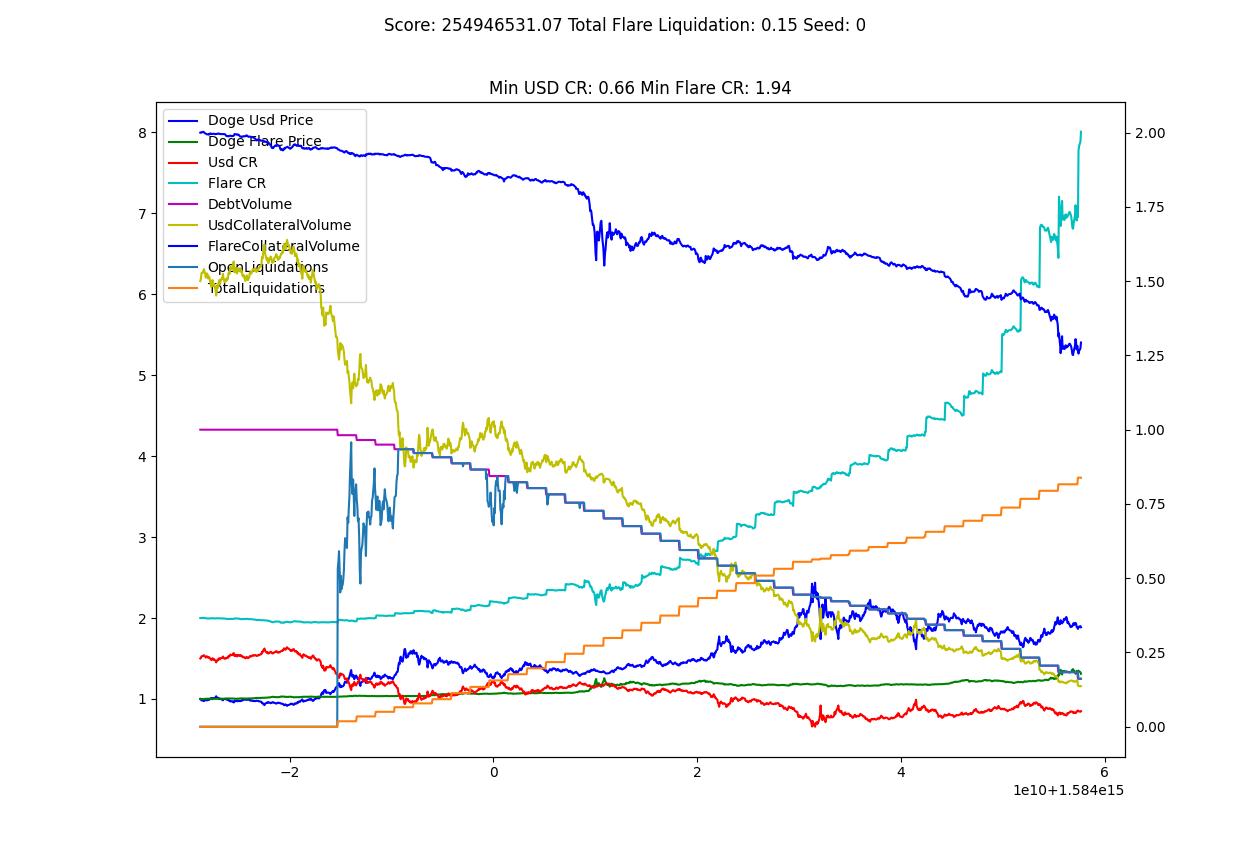 Score: 254946531.07 Total Flare Liquidation: 0.15 Seed: 0
Min USD CR: 0.66 Min Flare CR: 1.94
Doge Usd Price
Doge Flare Price
Usd CR
Flare CR
DebtVolume
UsdCollateralVolume
FlareCollateralVolume
OpenLiquidations
TotalLiquidations
8
7
6
5
4
3
2
1
2.00
1.75
1.50
1.25
1.00
0.75
0.50
0.25
0.00
−2 0 2 4 6
1e10+1.584e15